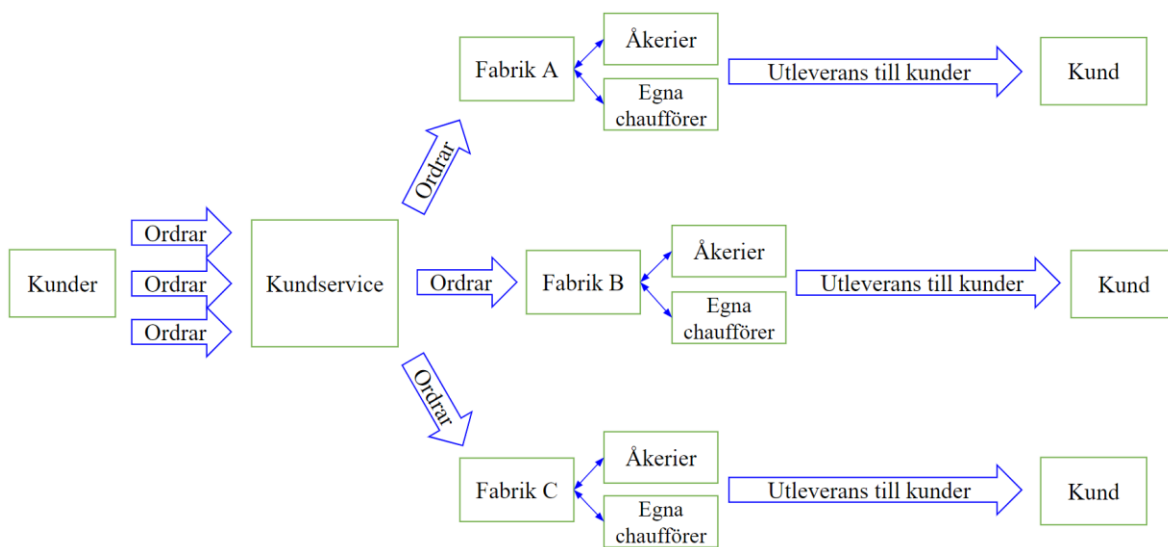 Åkerier
Fabrik A
Egna
chaufförer
Utleverans till kunder
Kund
Ordrar
Ordrar
Ordrar
Ordrar
Kunder
Kundservice
Ordrar
Fabrik B
Åkerier
Egna
chaufförer
Utleverans till kunder
Kund
Ordrar
Åkerier
Fabrik C
Egna
chaufförer
Utleverans till kunder
Kund